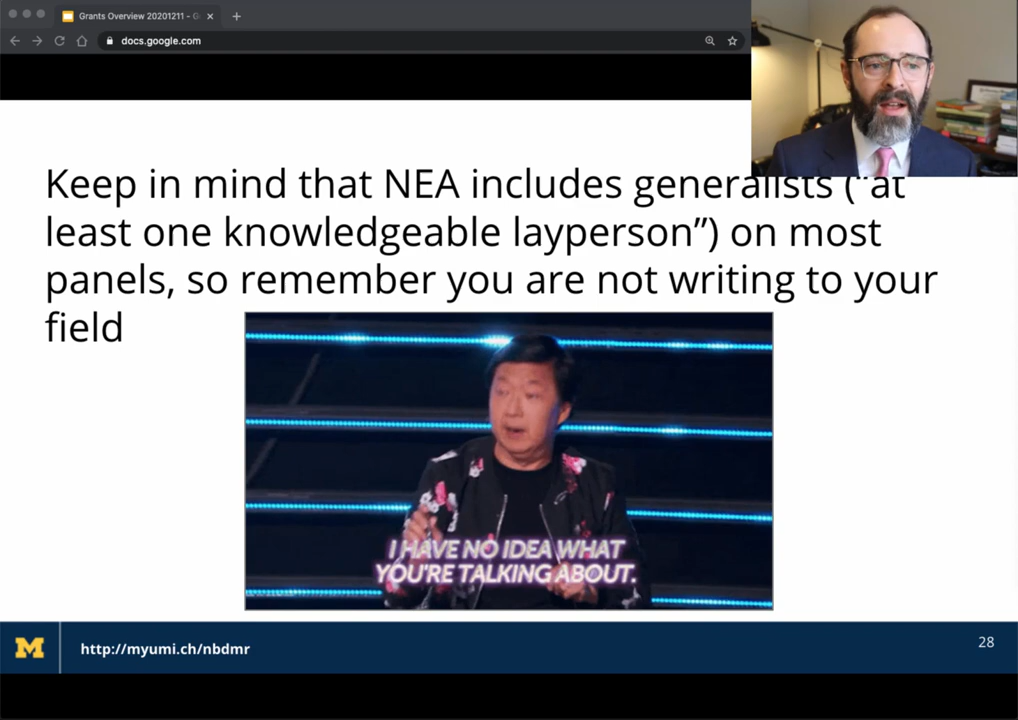 Grants Overview 20201211 - G
docs.google.com
Keep in mind that NEA includes generalists ("at
least one knowledgeable layperson”) on most
panels, so remember you are not writing to your
field
I HAVE NO IDEA WHAT
YOU'RE TALKING ABOUT.
M
http://myumi.ch/nbdmr
28